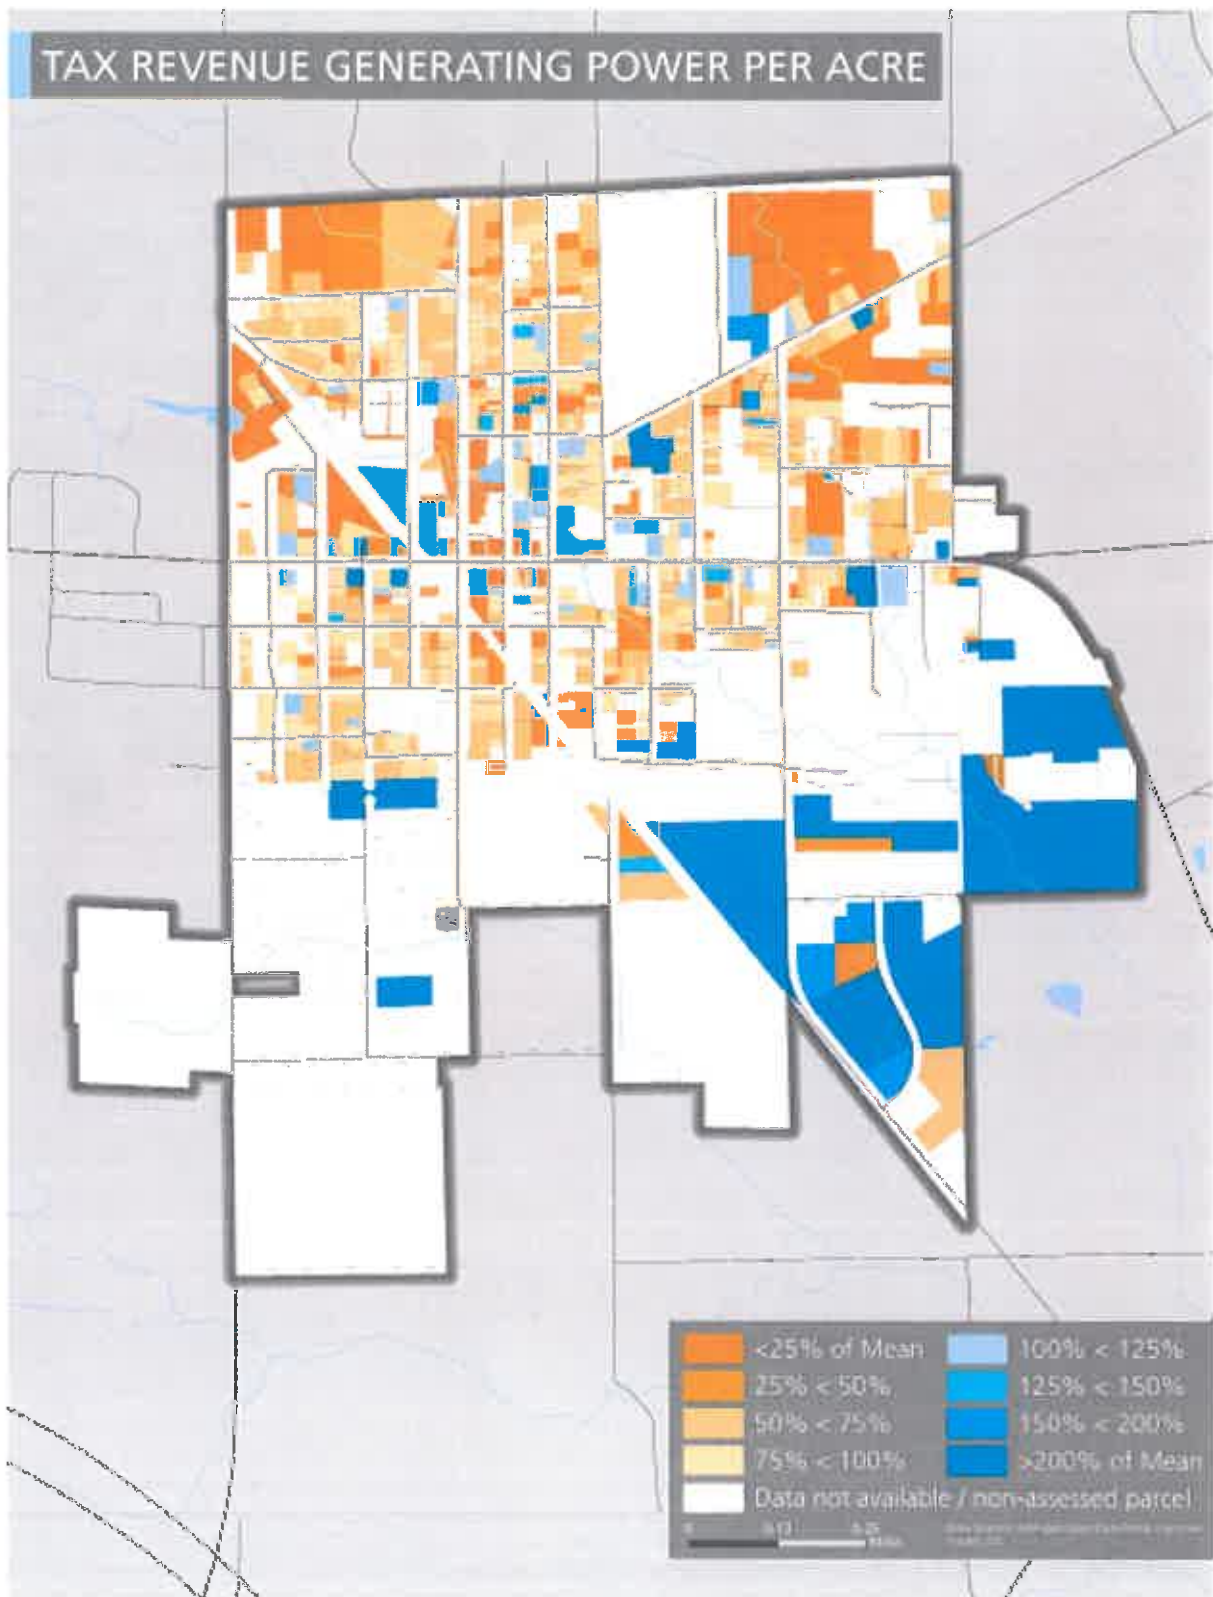 TAX REVENUE GENERATING POWER PER ACRE
<25% of Mean
25% < 50%
50% < 75%
75% < 100%
100% < 125%
125% < 150%
150% < 200%
>200% of Mean
Data not available / non-assessed parcel
0